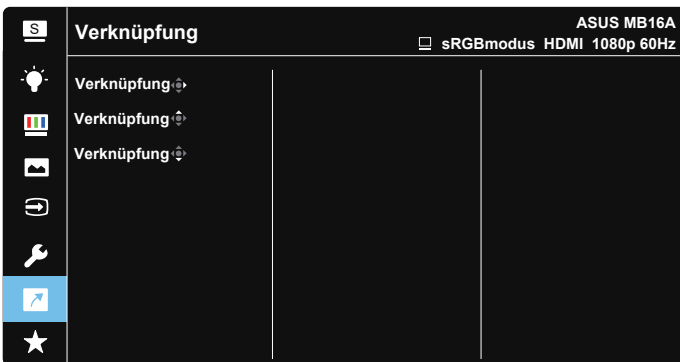 S
Verknüpfung
ASUS MB16A
sRGBmodus HDMI 1080p 60Hz
Verknüpfung
Verknüpfung
Verknüpfung